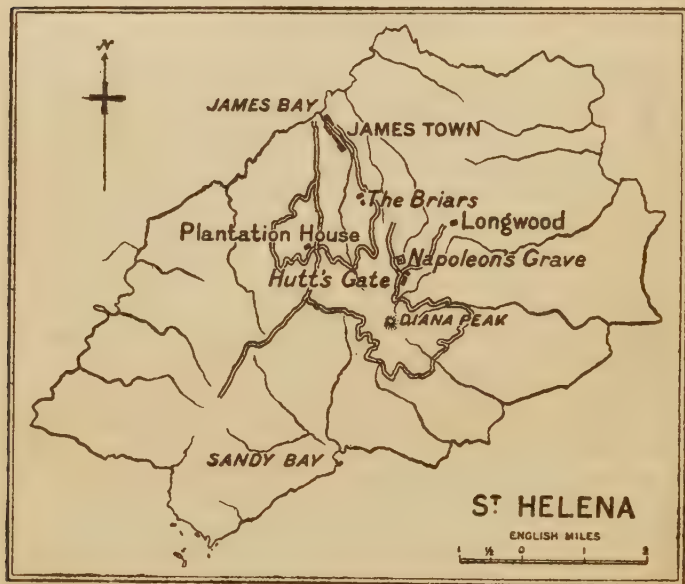 N
JAMES BAY
JAMES TOWN
The Briars
Longwood
Plantation House
Napoleon's Grave
Hutt's Gate
DIANA PEAK
SANDY BAY
ST HELENA
ENGLISH MILES
1 ½ 0 1 2